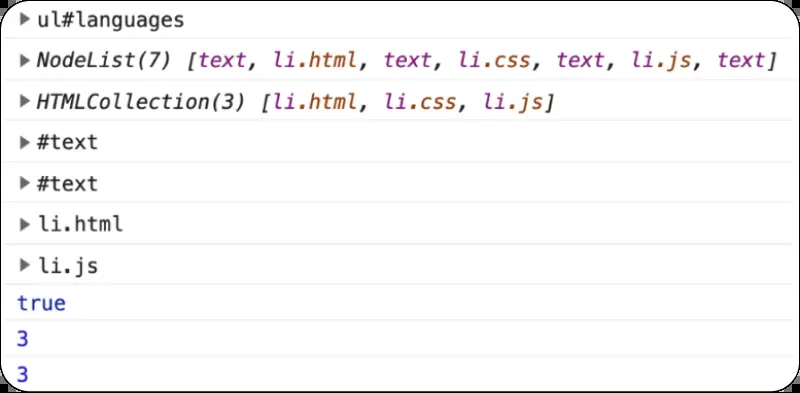 ul#languages
NodeList(7) [text, li.html, text, li.css, text, li.js, text]
HTMLCollection(3) [li.html, li.css, li.js]
#text
#text
li.html
li.js
true
3
3